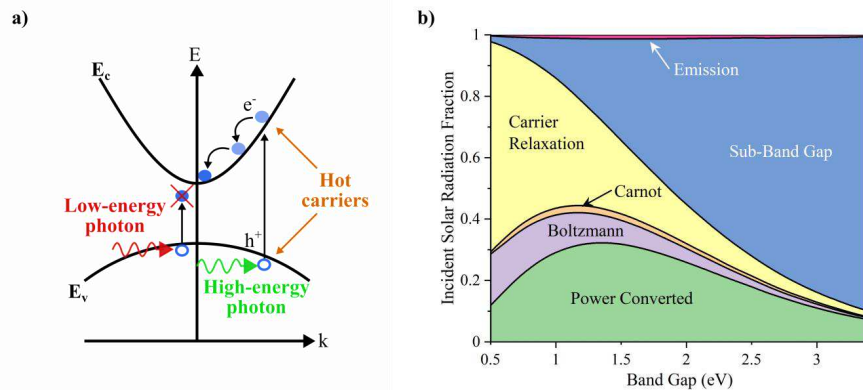 a)
E
E_c
e-
Hot
carriers
Low-energy
photon
h+
E_v
High-energy
photon
k
b)
Incident Solar Radiation Fraction
1
0.8
0.6
0.4
0.2
0
Emission
Carrier
Relaxation
Sub-Band Gap
Carnot
Boltzmann
Power Converted
0.5
1
1.5
2
2.5
3
Band Gap (eV)